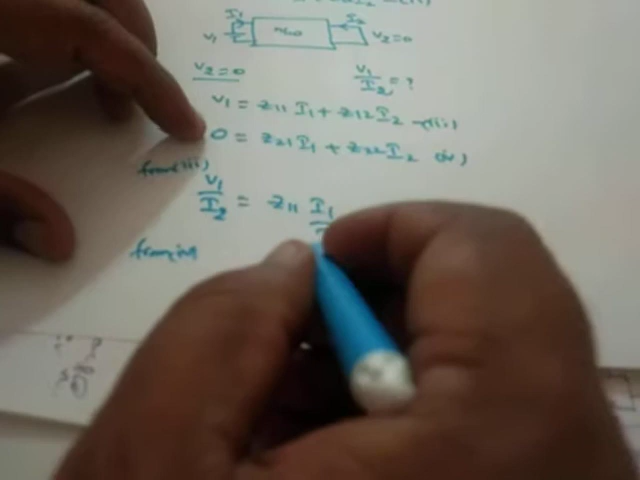 I₁ I₂
V₁ V₂=0
V₂=0 V₁/I₂ = ?
V₁ = Z₁₁ I₁ + Z₁₂ I₂ —(iii)
0 = Z₂₁ I₁ + Z₂₂ I₂ (iv)
from (iii)
V₁/I₂ = Z₁₁ I₁
from (iv)